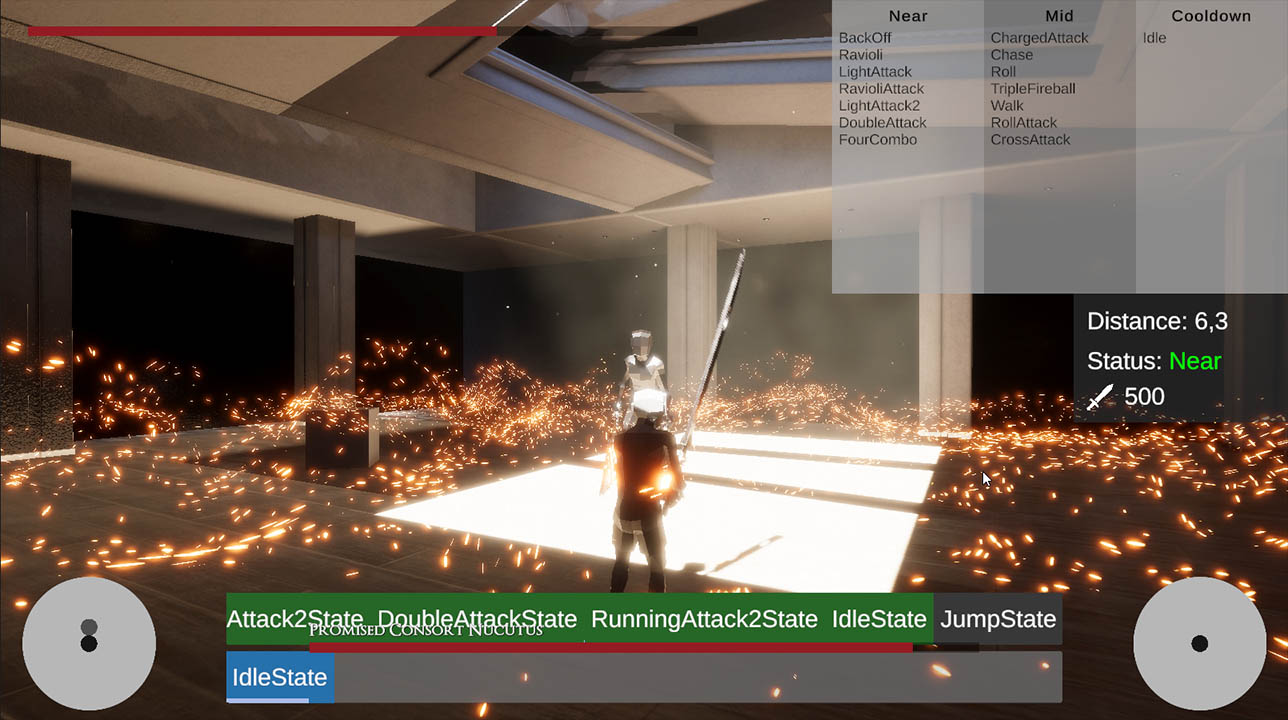 Near
BackOff
Ravioli
LightAttack
RavioliAttack
LightAttack2
DoubleAttack
FourCombo
Mid
ChargedAttack
Chase
Roll
TripleFireball
Walk
RollAttack
CrossAttack
Cooldown
Idle
Distance: 6,3
Status: Near
500
Attack2State DoubleAttackState RunningAttack2State IdleState JumpState
Promised Consort Nucutus
IdleState